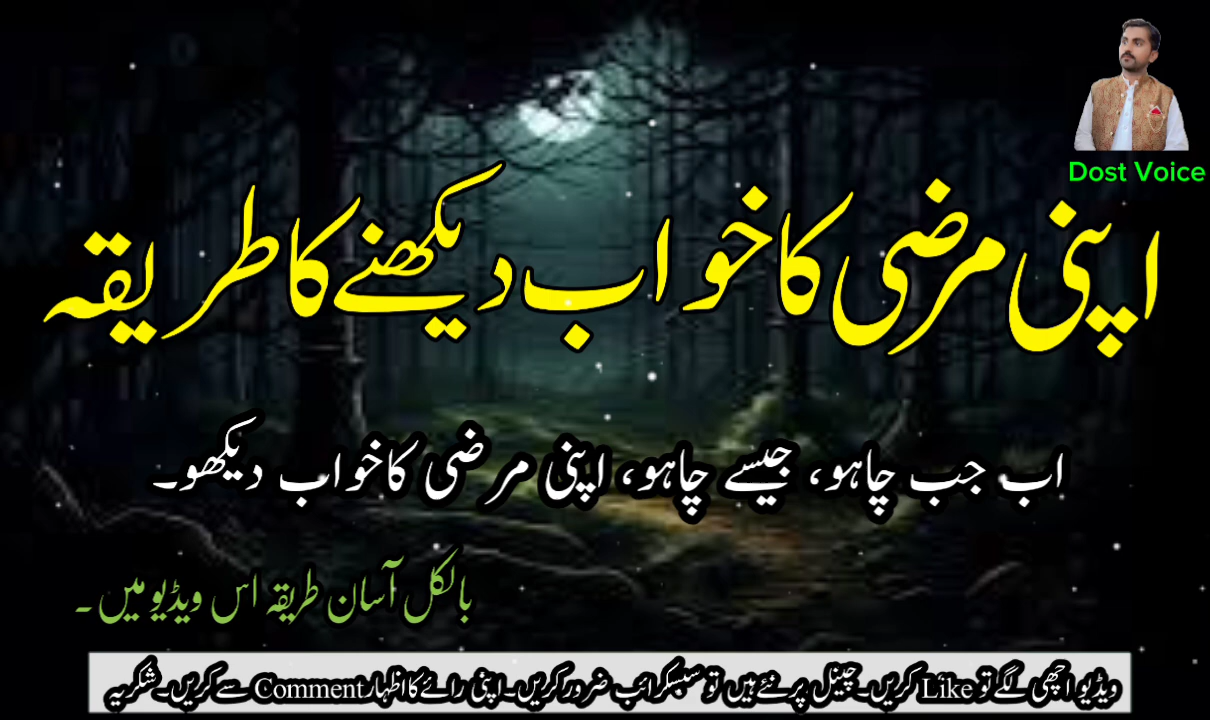 Dost Voice
اپنی مرضی کا خواب دیکھنے کا طریقہ
اب جب چاہو، جیسے چاہو، اپنی مرضی کا خواب دیکھو۔
بالکل آسان طریقہ اس ویڈیو میں۔
ویڈیو اچھی لگے تو Like کریں۔ چینل پر نئے ہیں تو سبسکرائب ضرور کریں۔ اپنی رائے کا اظہار Comment سے کریں۔ شکریہ